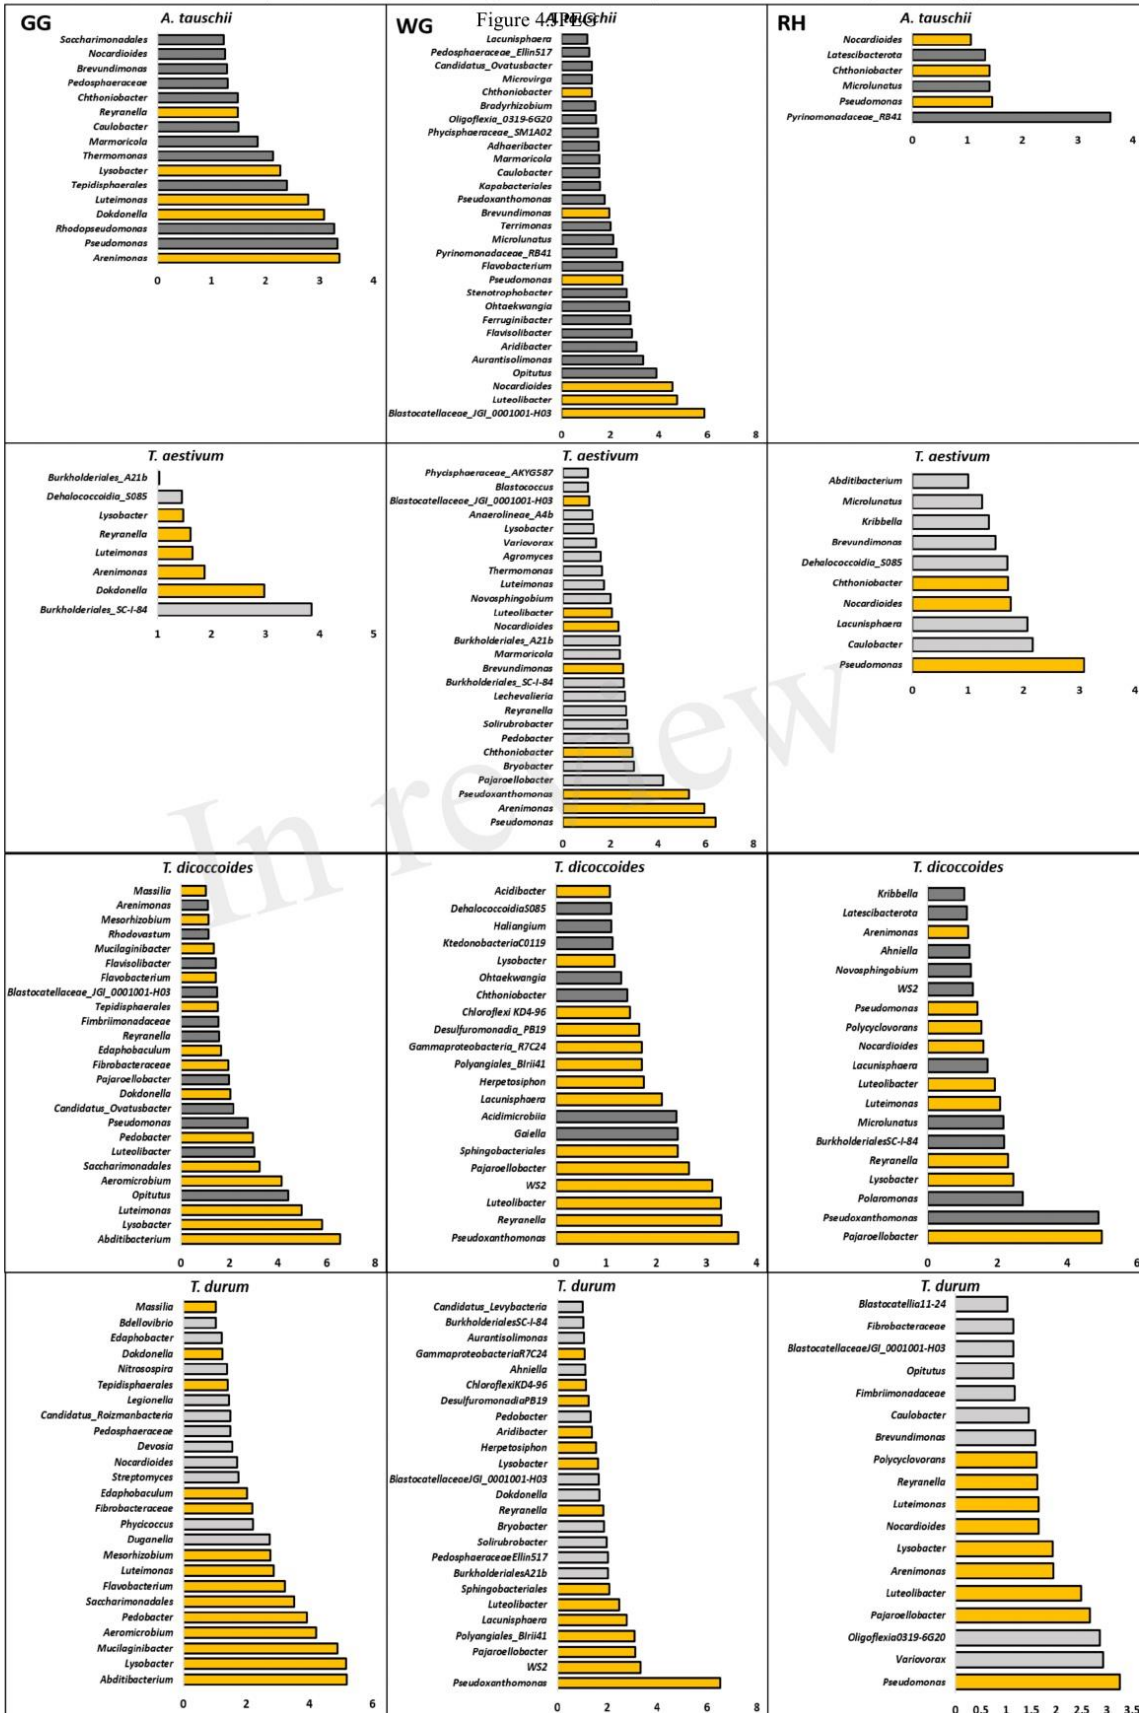 Figure 4.JPEG
GG
A. tauschii
Saccharimonadales
Nocardioides
Brevundimonas
Pedosphaeraceae
Chthoniobacter
Reyranella
Caulobacter
Marmoricola
Thermomonas
Lysobacter
Tepidisphaerales
Luteimonas
Dokdonella
Rhodopseudomonas
Pseudomonas
Arenimonas
0 1 2 3 4
WG
A. tauschii
Lacunisphaera
Pedosphaeraceae_Ellin517
Candidatus_Ovatusbacter
Microvirga
Chthoniobacter
Bradyrhizobium
Oligoflexia_0319-6G20
Phycisphaeraceae_SM1A02
Adhaeribacter
Marmoricola
Caulobacter
Kapabacteriales
Pseudoxanthomonas
Brevundimonas
Terrimonas
Microlunatus
Pyrinomonadaceae_RB41
Flavobacterium
Pseudomonas
Stenotrophobacter
Ohtaekwangia
Ferruginibacter
Flavisolibacter
Aridibacter
Aurantisolimonas
Opitutus
Nocardioides
Luteolibacter
Blastocatellaceae_JGI_0001001-H03
0 2 4 6 8
RH
A. tauschii
Nocardioides
Latescibacterota
Chthoniobacter
Microlunatus
Pseudomonas
Pyrinomonadaceae_RB41
0 1 2 3 4
T. aestivum
Burkholderiales_A21b
Dehalococcoidia_S085
Lysobacter
Reyranella
Luteimonas
Arenimonas
Dokdonella
Burkholderiales_SC-I-84
1 2 3 4 5
T. aestivum
Phycisphaeraceae_AKYG587
Blastococcus
Blastocatellaceae_JGI_0001001-H03
Anaerolineae_A4b
Lysobacter
Variovorax
Agromyces
Thermomonas
Luteimonas
Novosphingobium
Luteolibacter
Nocardioides
Burkholderiales_A21b
Marmoricola
Brevundimonas
Burkholderiales_SC-I-84
Lechevalieria
Reyranella
Solirubrobacter
Pedobacter
Chthoniobacter
Bryobacter
Pajaroellobacter
Pseudoxanthomonas
Arenimonas
Pseudomonas
0 2 4 6 8
T. aestivum
Abditibacterium
Microlunatus
Kribbella
Brevundimonas
Dehalococcoidia_S085
Chthoniobacter
Nocardioides
Lacunisphaera
Caulobacter
Pseudomonas
0 1 2 3 4
In review
T. dicoccoides
Massilia
Arenimonas
Mesorhizobium
Rhodovastum
Mucilaginibacter
Flavisolibacter
Flavobacterium
Blastocatellaceae_JGI_0001001-H03
Tepidisphaerales
Fimbriimonadaceae
Reyranella
Edaphobaculum
Fibrobacteraceae
Pajaroellobacter
Dokdonella
Candidatus_Ovatusbacter
Pseudomonas
Pedobacter
Luteolibacter
Saccharimonadales
Aeromicrobium
Opitutus
Luteimonas
Lysobacter
Abditibacterium
0 2 4 6 8
T. dicoccoides
Acidibacter
DehalococcoidiaS085
Haliangium
KtedonobacteriaC0119
Lysobacter
Ohtaekwangia
Chthoniobacter
Chloroflexi KD4-96
Desulfuromonadia_PB19
Gammaproteobacteria_R7C24
Polyangiales_BIrii41
Herpetosiphon
Lacunisphaera
Acidimicrobiia
Gaiella
Sphingobacteriales
Pajaroellobacter
WS2
Luteolibacter
Reyranella
Pseudoxanthomonas
0 1 2 3 4
T. dicoccoides
Kribbella
Latescibacterota
Arenimonas
Ahniella
Novosphingobium
WS2
Pseudomonas
Polycyclovorans
Nocardioides
Lacunisphaera
Luteolibacter
Luteimonas
Microlunatus
BurkholderialesSC-I-84
Reyranella
Lysobacter
Polaromonas
Pseudoxanthomonas
Pajaroellobacter
0 2 4 6
T. durum
Massilia
Bdellovibrio
Edaphobacter
Dokdonella
Nitrosospira
Tepidisphaerales
Legionella
Candidatus_Roizmanbacteria
Pedosphaeraceae
Devosia
Nocardioides
Streptomyces
Edaphobaculum
Fibrobacteraceae
Phycicoccus
Duganella
Mesorhizobium
Luteimonas
Flavobacterium
Saccharimonadales
Pedobacter
Aeromicrobium
Mucilaginibacter
Lysobacter
Abditibacterium
0 2 4 6
T. durum
Candidatus_Levybacteria
BurkholderialesSC-I-84
Aurantisolimonas
GammaproteobacteriaR7C24
Ahniella
ChloroflexiKD4-96
DesulfuromonadiaPB19
Pedobacter
Aridibacter
Herpetosiphon
Lysobacter
BlastocatellaceaeJGI_0001001-H03
Dokdonella
Reyranella
Bryobacter
Solirubrobacter
PedosphaeraceaeEllin517
BurkholderialesA21b
Sphingobacteriales
Luteolibacter
Lacunisphaera
Polyangiales_BIrii41
Pajaroellobacter
WS2
Pseudoxanthomonas
0 2 4 6 8
T. durum
Blastocatellia11-24
Fibrobacteraceae
BlastocatellaceaeJGI_0001001-H03
Opitutus
Fimbriimonadaceae
Caulobacter
Brevundimonas
Polycyclovorans
Reyranella
Luteimonas
Nocardioides
Lysobacter
Arenimonas
Luteolibacter
Pajaroellobacter
Oligoflexia0319-6G20
Variovorax
Pseudomonas
0 0.5 1 1.5 2 2.5 3 3.5